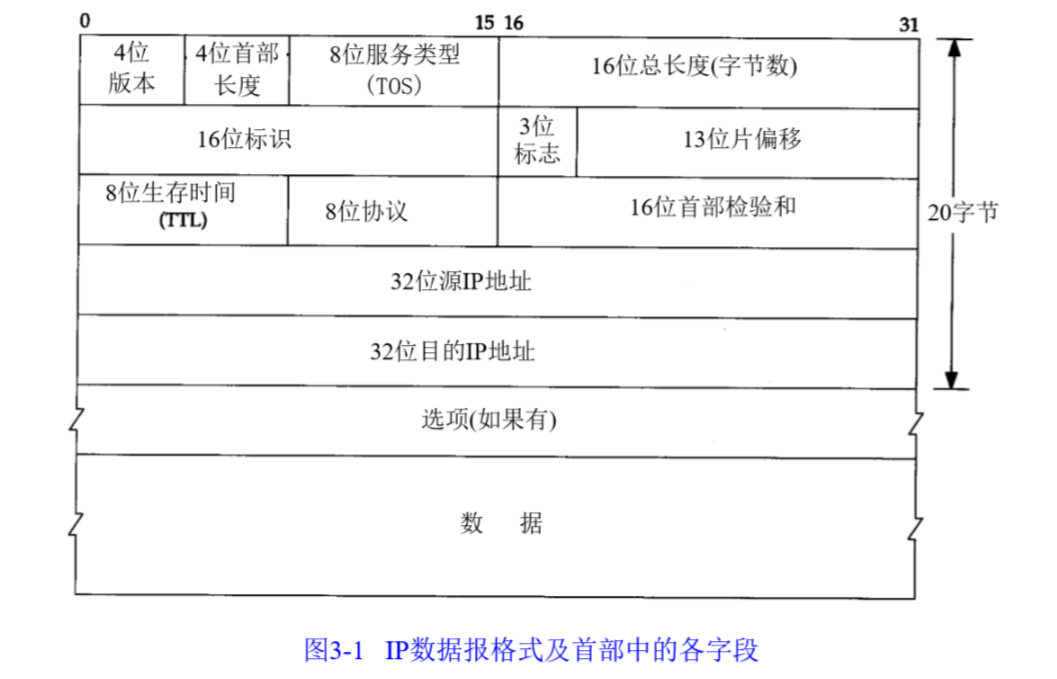 0 15 16 31
4位
版本
4位首部
长度
8位服务类型
(TOS)
16位总长度(字节数)
16位标识
3位
标志
13位片偏移
8位生存时间
(TTL)
8位协议
16位首部检验和
20字节
32位源IP地址
32位目的IP地址
选项(如果有)
数 据
图3-1 IP数据报格式及首部中的各字段